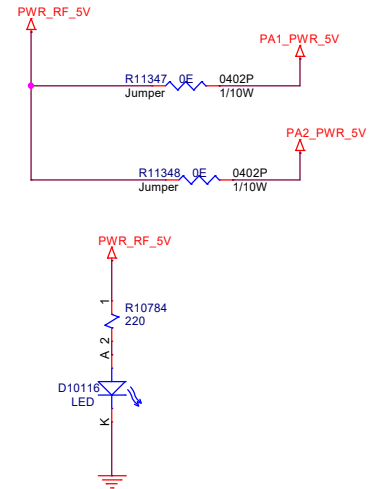 PWR_RF_5V
PA1_PWR_5V
R11347 0E 0402P
Jumper 1/10W
PA2_PWR_5V
R11348 0E 0402P
Jumper 1/10W
PWR_RF_5V
1
R10784
220
2
A
D10116
LED
K